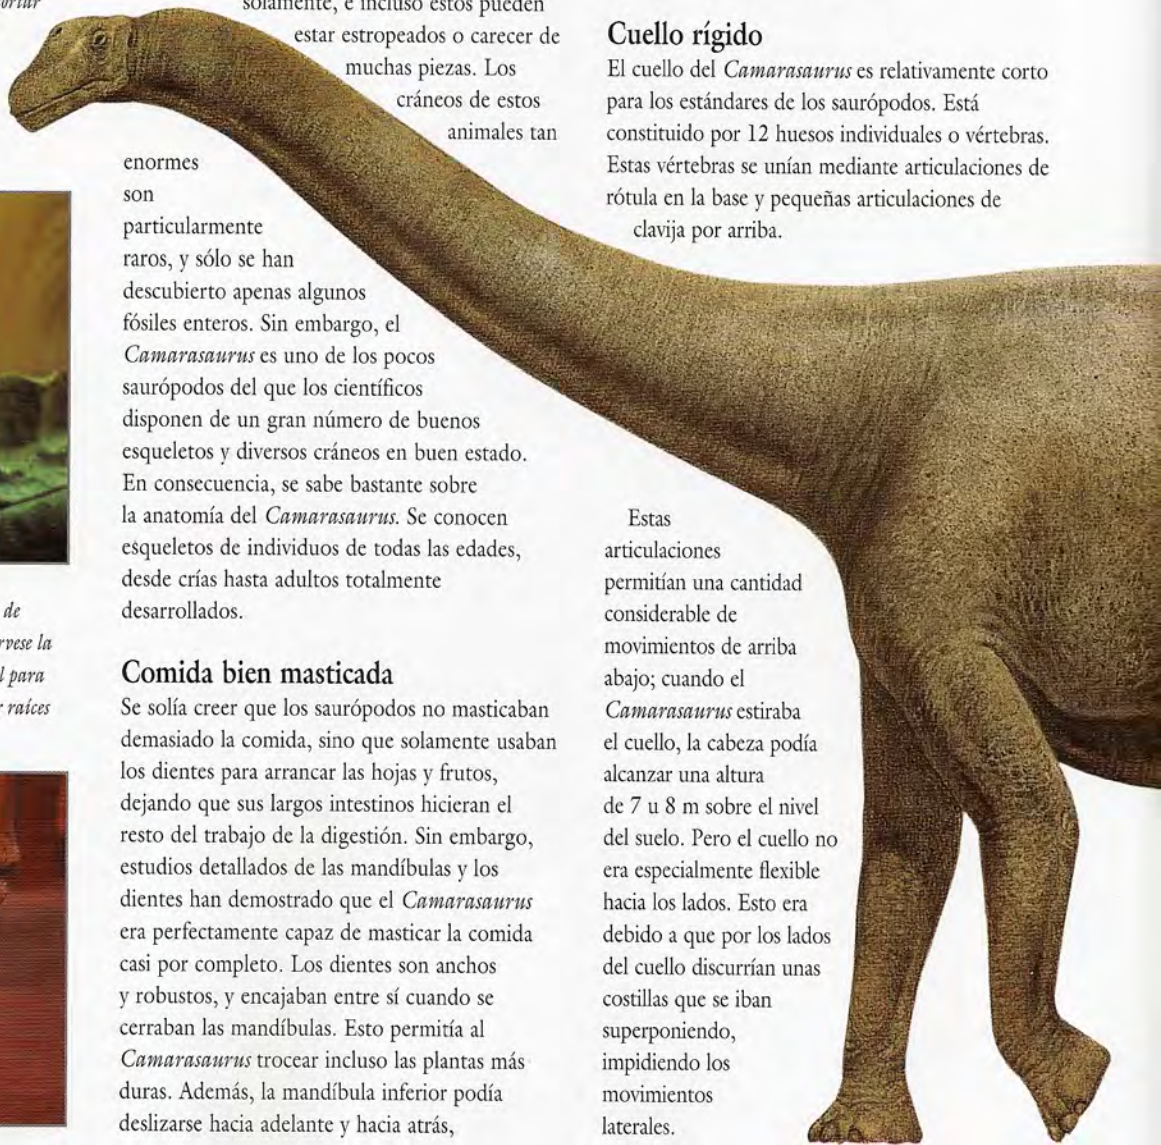 solamente, e incluso éstos pueden
estar estropeados o carecer de
muchas piezas. Los
cráneos de estos
animales tan
enormes
son
particularmente
raros, y sólo se han
descubierto apenas algunos
fósiles enteros. Sin embargo, el
Camarasaurus es uno de los pocos
saurópodos del que los científicos
disponen de un gran número de buenos
esqueletos y diversos cráneos en buen estado.
En consecuencia, se sabe bastante sobre
la anatomía del Camarasaurus. Se conocen
esqueletos de individuos de todas las edades,
desde crías hasta adultos totalmente
desarrollados.
de
rvese la
l para
r raíces
Comida bien masticada
Se solía creer que los saurópodos no masticaban
demasiado la comida, sino que solamente usaban
los dientes para arrancar las hojas y frutos,
dejando que sus largos intestinos hicieran el
resto del trabajo de la digestión. Sin embargo,
estudios detallados de las mandíbulas y los
dientes han demostrado que el Camarasaurus
era perfectamente capaz de masticar la comida
casi por completo. Los dientes son anchos
y robustos, y encajaban entre sí cuando se
cerraban las mandíbulas. Esto permitía al
Camarasaurus trocear incluso las plantas más
duras. Además, la mandíbula inferior podía
deslizarse hacia adelante y hacia atrás,
Cuello rígido
El cuello del Camarasaurus es relativamente corto
para los estándares de los saurópodos. Está
constituido por 12 huesos individuales o vértebras.
Estas vértebras se unían mediante articulaciones de
rótula en la base y pequeñas articulaciones de
clavija por arriba.
Estas
articulaciones
permitían una cantidad
considerable de
movimientos de arriba
abajo; cuando el
Camarasaurus estiraba
el cuello, la cabeza podía
alcanzar una altura
de 7 u 8 m sobre el nivel
del suelo. Pero el cuello no
era especialmente flexible
hacia los lados. Esto era
debido a que por los lados
del cuello discurrían unas
costillas que se iban
superponiendo,
impidiendo los
movimientos
laterales.